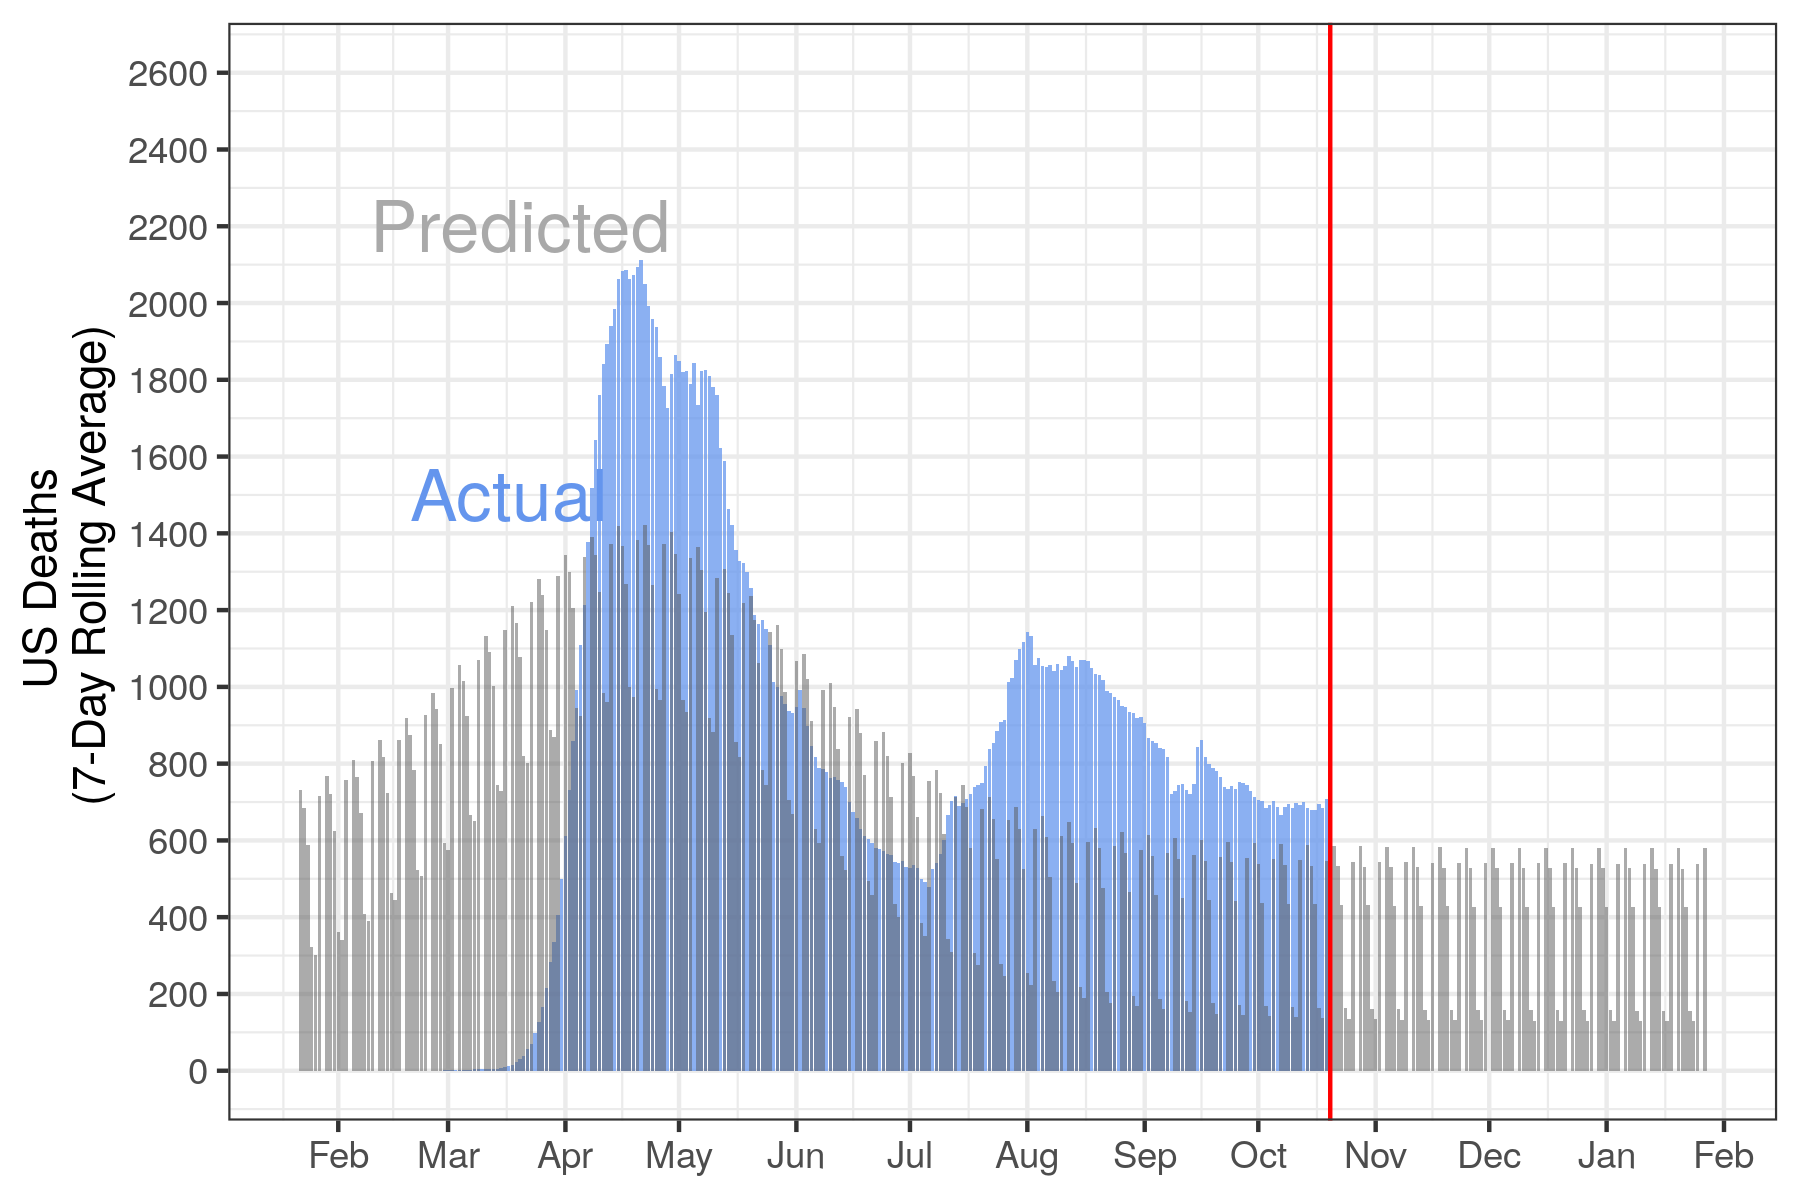 2600
2400
2200
2000
1800
1600
1400
1200
1000
800
600
400
200
0
US Deaths
(7-Day Rolling Average)
Predicted
Actual
Feb Mar Apr May Jun Jul Aug Sep Oct Nov Dec Jan Feb